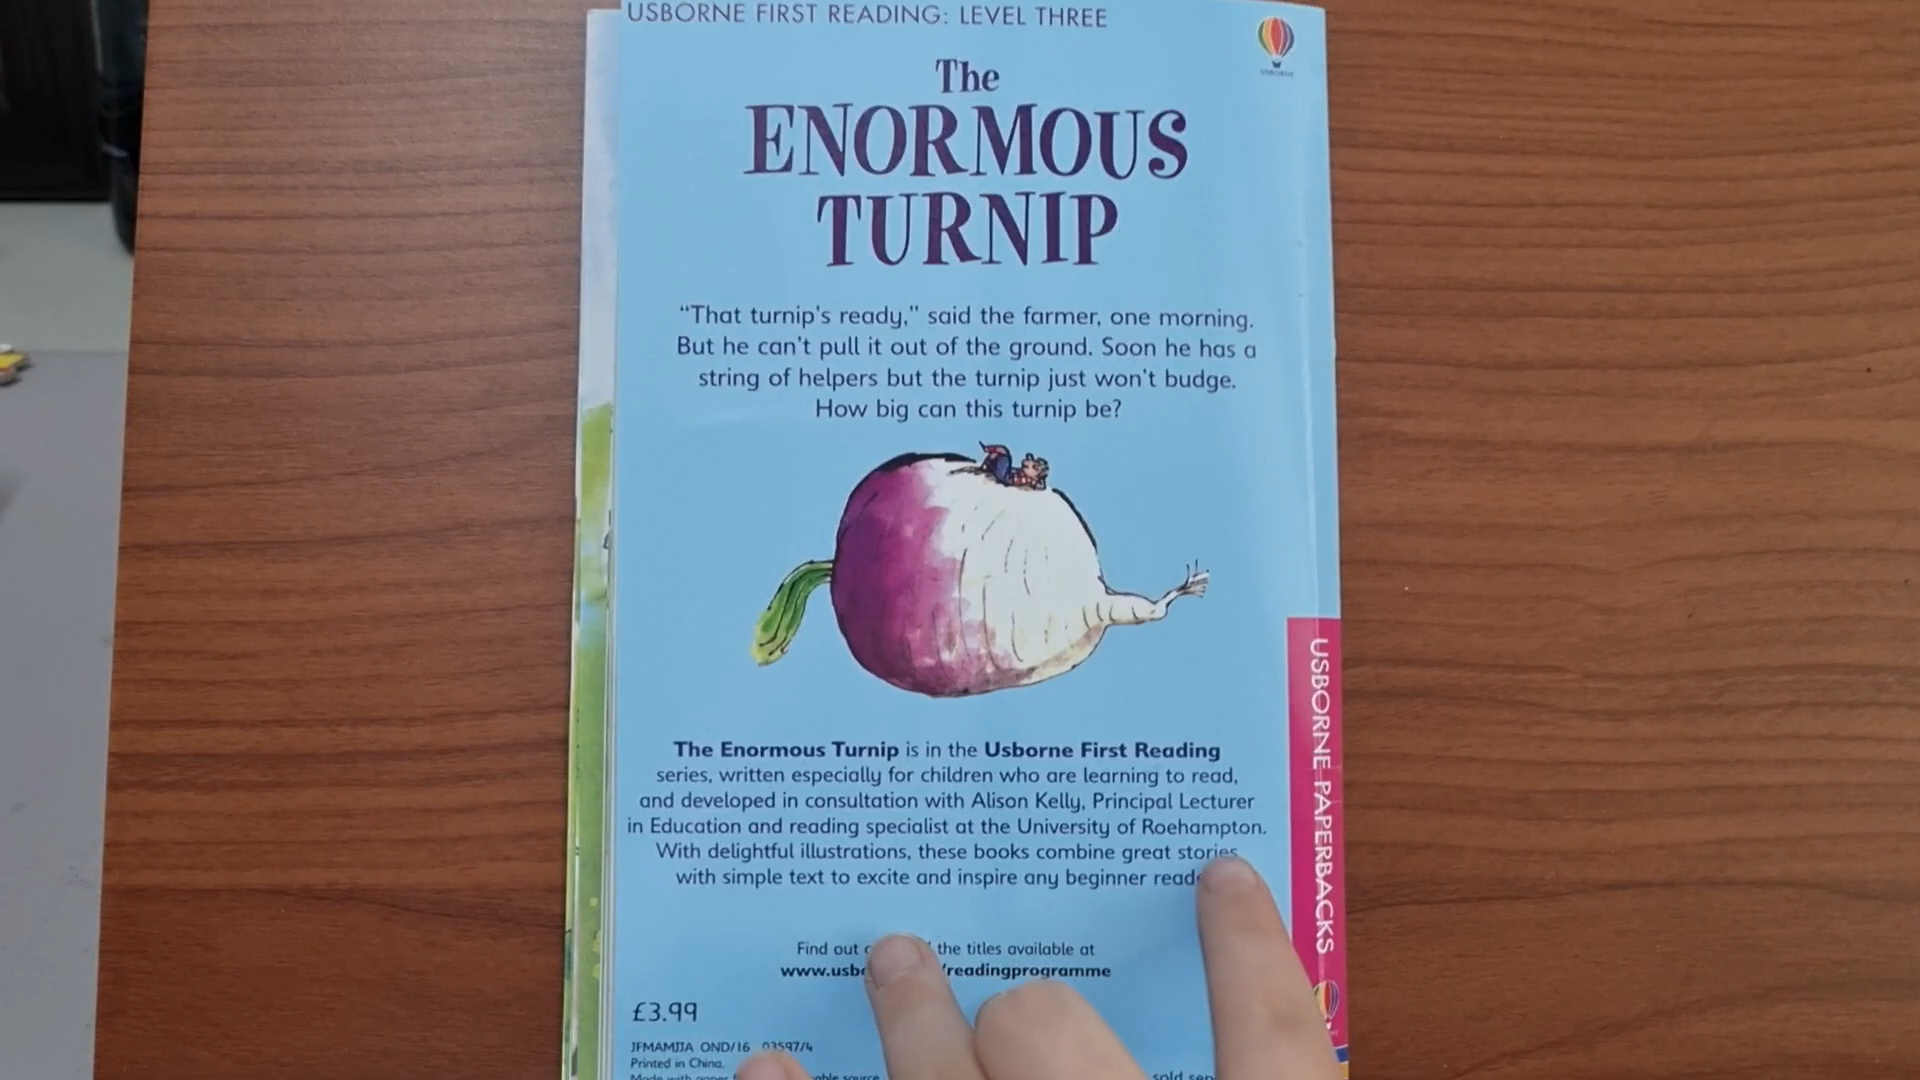 USBORNE FIRST READING: LEVEL THREE
USBORNE
The
ENORMOUS
TURNIP
“That turnip's ready,” said the farmer, one morning.
But he can't pull it out of the ground. Soon he has a
string of helpers but the turnip just won't budge.
How big can this turnip be?
The Enormous Turnip is in the Usborne First Reading
series, written especially for children who are learning to read,
and developed in consultation with Alison Kelly, Principal Lecturer
in Education and reading specialist at the University of Roehampton.
With delightful illustrations, these books combine great stories
with simple text to excite and inspire any beginner
Find out the titles available at
/readingprogramme
£3.99
JFMAMJJA OND/16 03597/4
Printed in China.
Made with paper source
sold
USBORNE PAPERBACKS